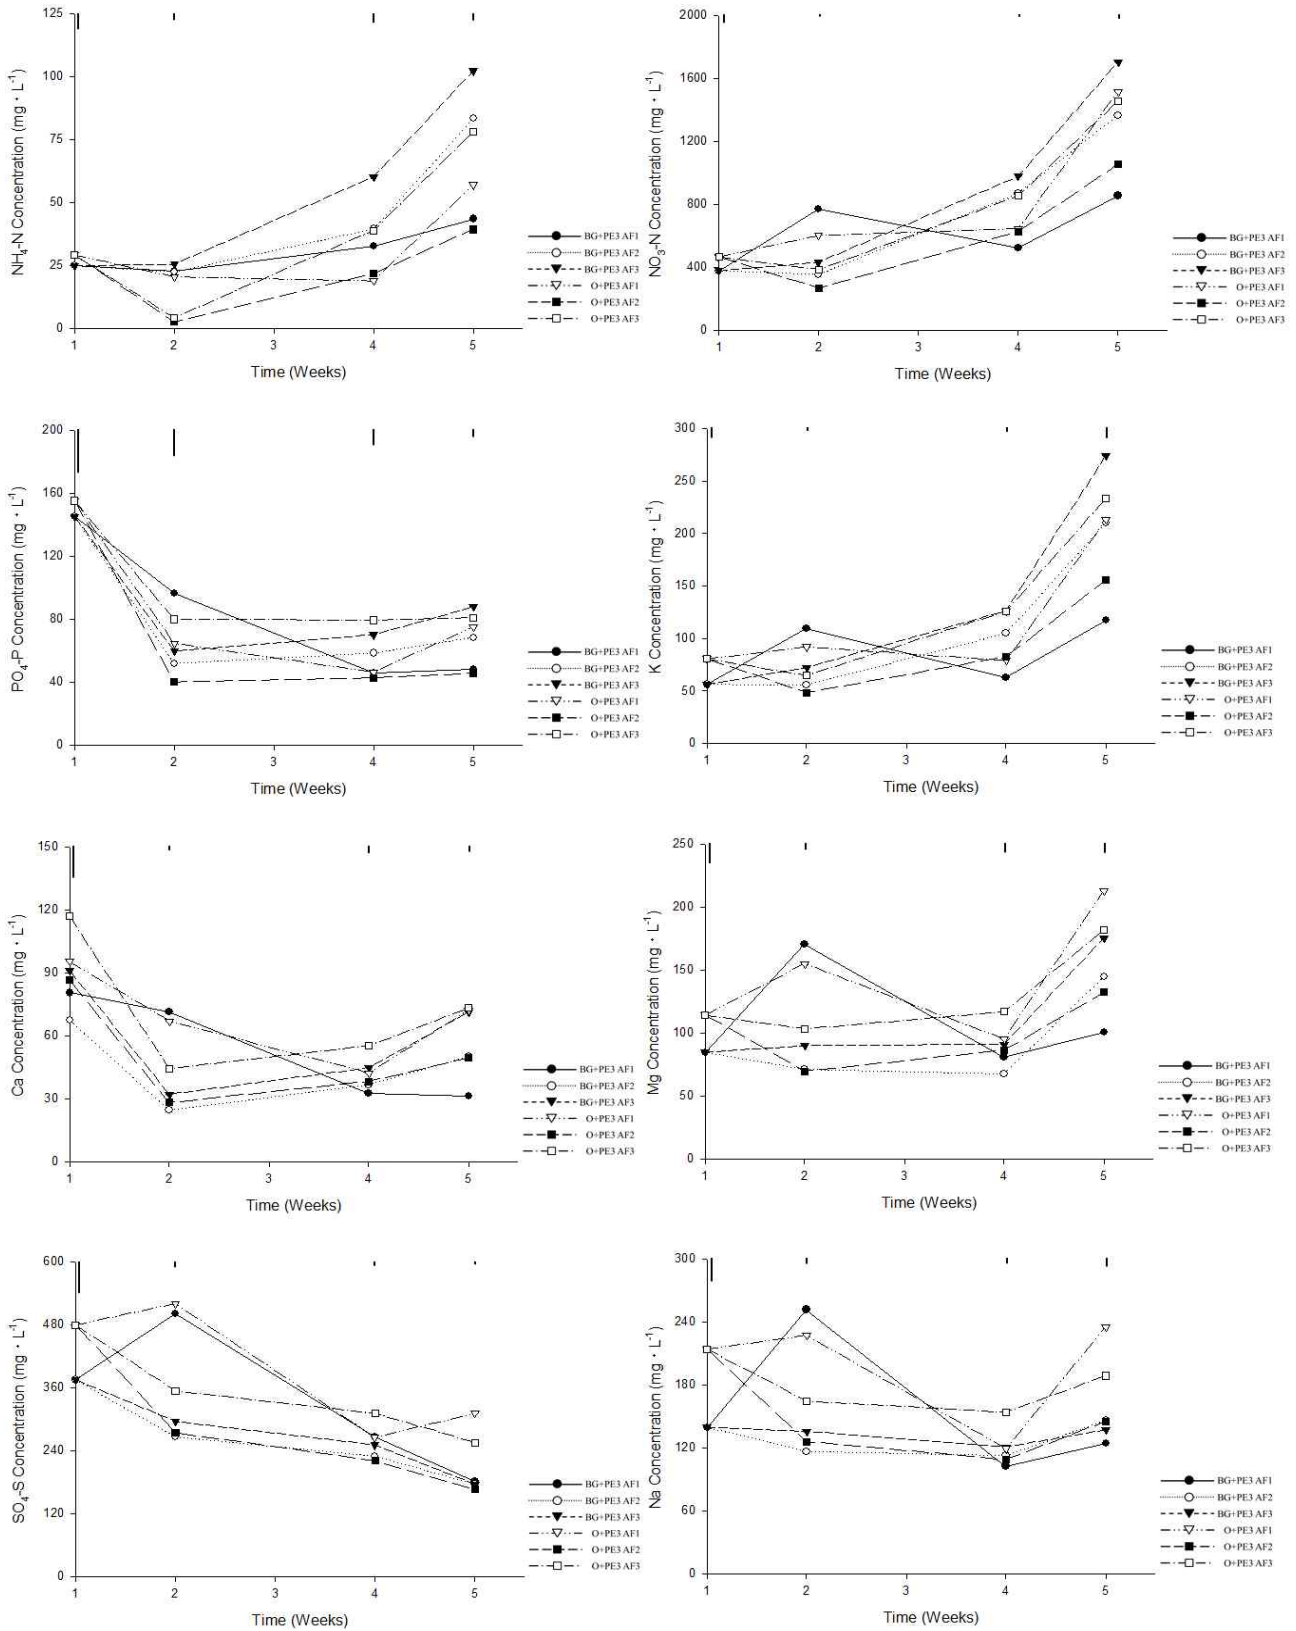 NH4-N Concentration (mg・L-1)
125
100
75
50
25
0
1
2
3
4
5
Time (Weeks)
BG+PE3 AF1
BG+PE3 AF2
BG+PE3 AF3
O+PE3 AF1
O+PE3 AF2
O+PE3 AF3
NO3-N Concentration (mg・L-1)
2000
1600
1200
800
400
0
1
2
3
4
5
Time (Weeks)
BG+PE3 AF1
BG+PE3 AF2
BG+PE3 AF3
O+PE3 AF1
O+PE3 AF2
O+PE3 AF3
PO4-P Concentration (mg・L-1)
200
160
120
80
40
0
1
2
3
4
5
Time (Weeks)
BG+PE3 AF1
BG+PE3 AF2
BG+PE3 AF3
O+PE3 AF1
O+PE3 AF2
O+PE3 AF3
K Concentration (mg・L-1)
300
250
200
150
100
50
0
1
2
3
4
5
Time (Weeks)
BG+PE3 AF1
BG+PE3 AF2
BG+PE3 AF3
O+PE3 AF1
O+PE3 AF2
O+PE3 AF3
Ca Concentration (mg・L-1)
150
120
90
60
30
0
1
2
3
4
5
Time (Weeks)
BG+PE3 AF1
BG+PE3 AF2
BG+PE3 AF3
O+PE3 AF1
O+PE3 AF2
O+PE3 AF3
Mg Concentration (mg・L-1)
250
200
150
100
50
0
1
2
3
4
5
Time (Weeks)
BG+PE3 AF1
BG+PE3 AF2
BG+PE3 AF3
O+PE3 AF1
O+PE3 AF2
O+PE3 AF3
SO4-S Concentration (mg・L-1)
600
480
360
240
120
0
1
2
3
4
5
Time (Weeks)
BG+PE3 AF1
BG+PE3 AF2
BG+PE3 AF3
O+PE3 AF1
O+PE3 AF2
O+PE3 AF3
Na Concentration (mg・L-1)
300
240
180
120
60
0
1
2
3
4
5
Time (Weeks)
BG+PE3 AF1
BG+PE3 AF2
BG+PE3 AF3
O+PE3 AF1
O+PE3 AF2
O+PE3 AF3